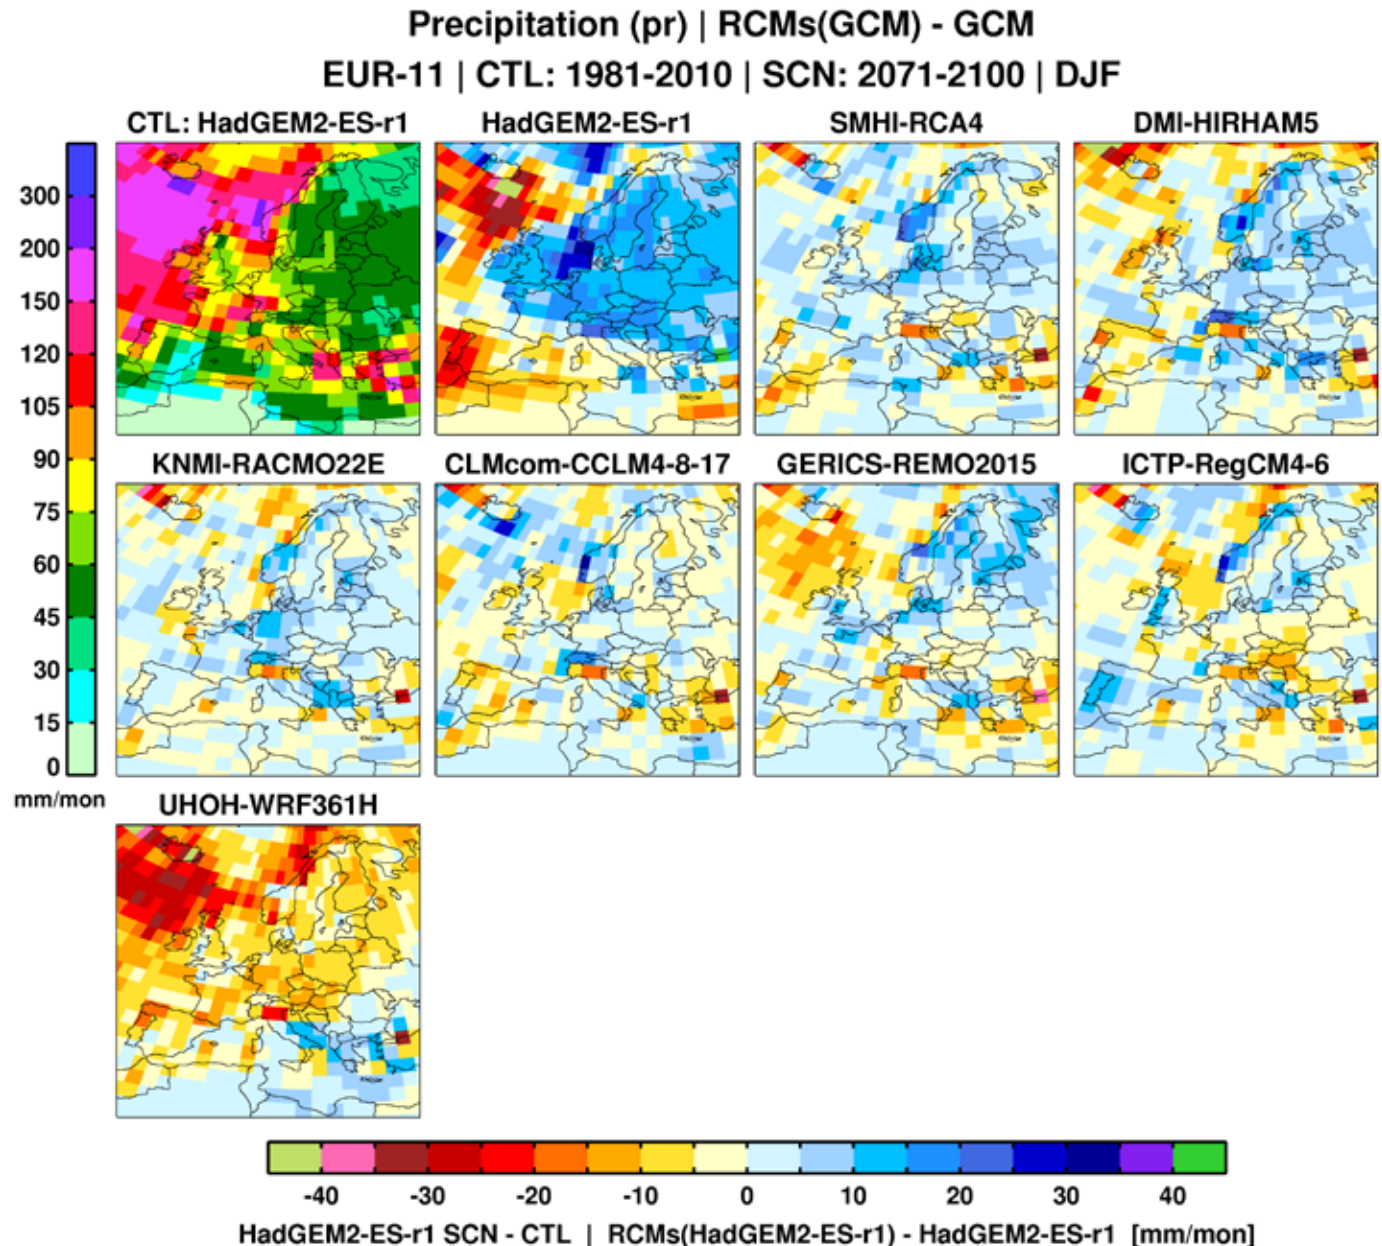 Precipitation (pr) | RCMs(GCM) - GCM
EUR-11 | CTL: 1981-2010 | SCN: 2071-2100 | DJF
CTL: HadGEM2-ES-r1
HadGEM2-ES-r1
SMHI-RCA4
DMI-HIRHAM5
300
200
150
120
105
90
75
60
45
30
15
0
mm/mon
KNMI-RACMO22E
CLMcom-CCLM4-8-17
GERICS-REMO2015
ICTP-RegCM4-6
UHOH-WRF361H
-40 -30 -20 -10 0 10 20 30 40
HadGEM2-ES-r1 SCN - CTL | RCMs(HadGEM2-ES-r1) - HadGEM2-ES-r1 [mm/mon]